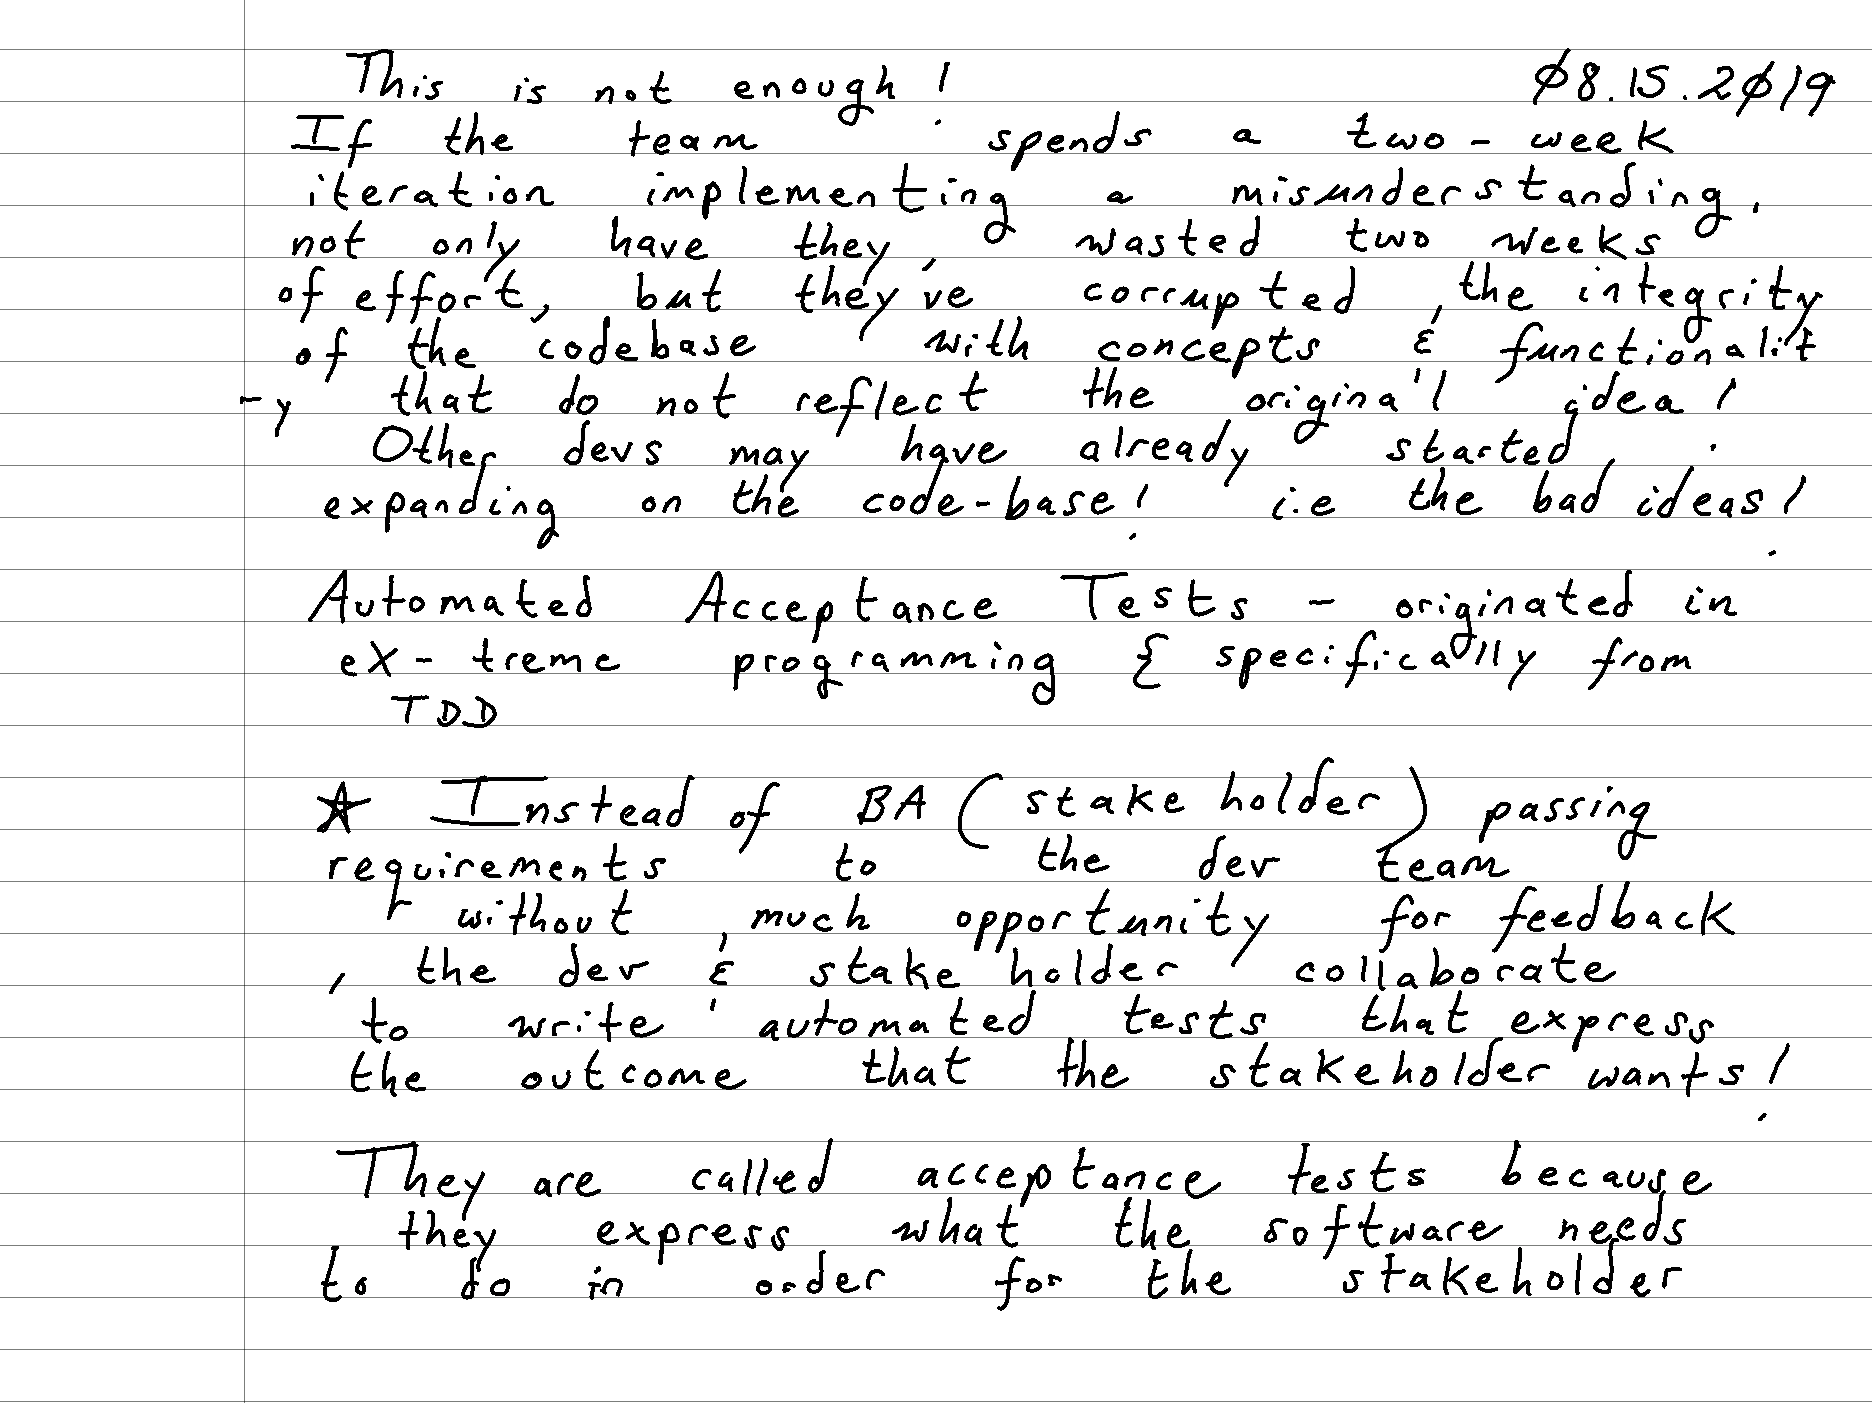 This is not enough! 08.15.2019
If the team spends a two-week
iteration implementing a misunderstanding,
not only have they wasted two weeks
of effort, but they've corrupted the integrity
of the codebase with concepts & functionalit
-y that do not reflect the original idea!
Other devs may have already started
expanding on the code-base! i.e the bad ideas!
Automated Acceptance Tests - originated in
eX-treme programming & specifically from
TDD
☆ Instead of BA (stake holder) passing
requirements to the dev team
without much opportunity for feedback
, the dev & stake holder collaborate
to write automated tests that express
the outcome that the stakeholder wants!
They are called acceptance tests because
they express what the software needs
to do in order for the stakeholder